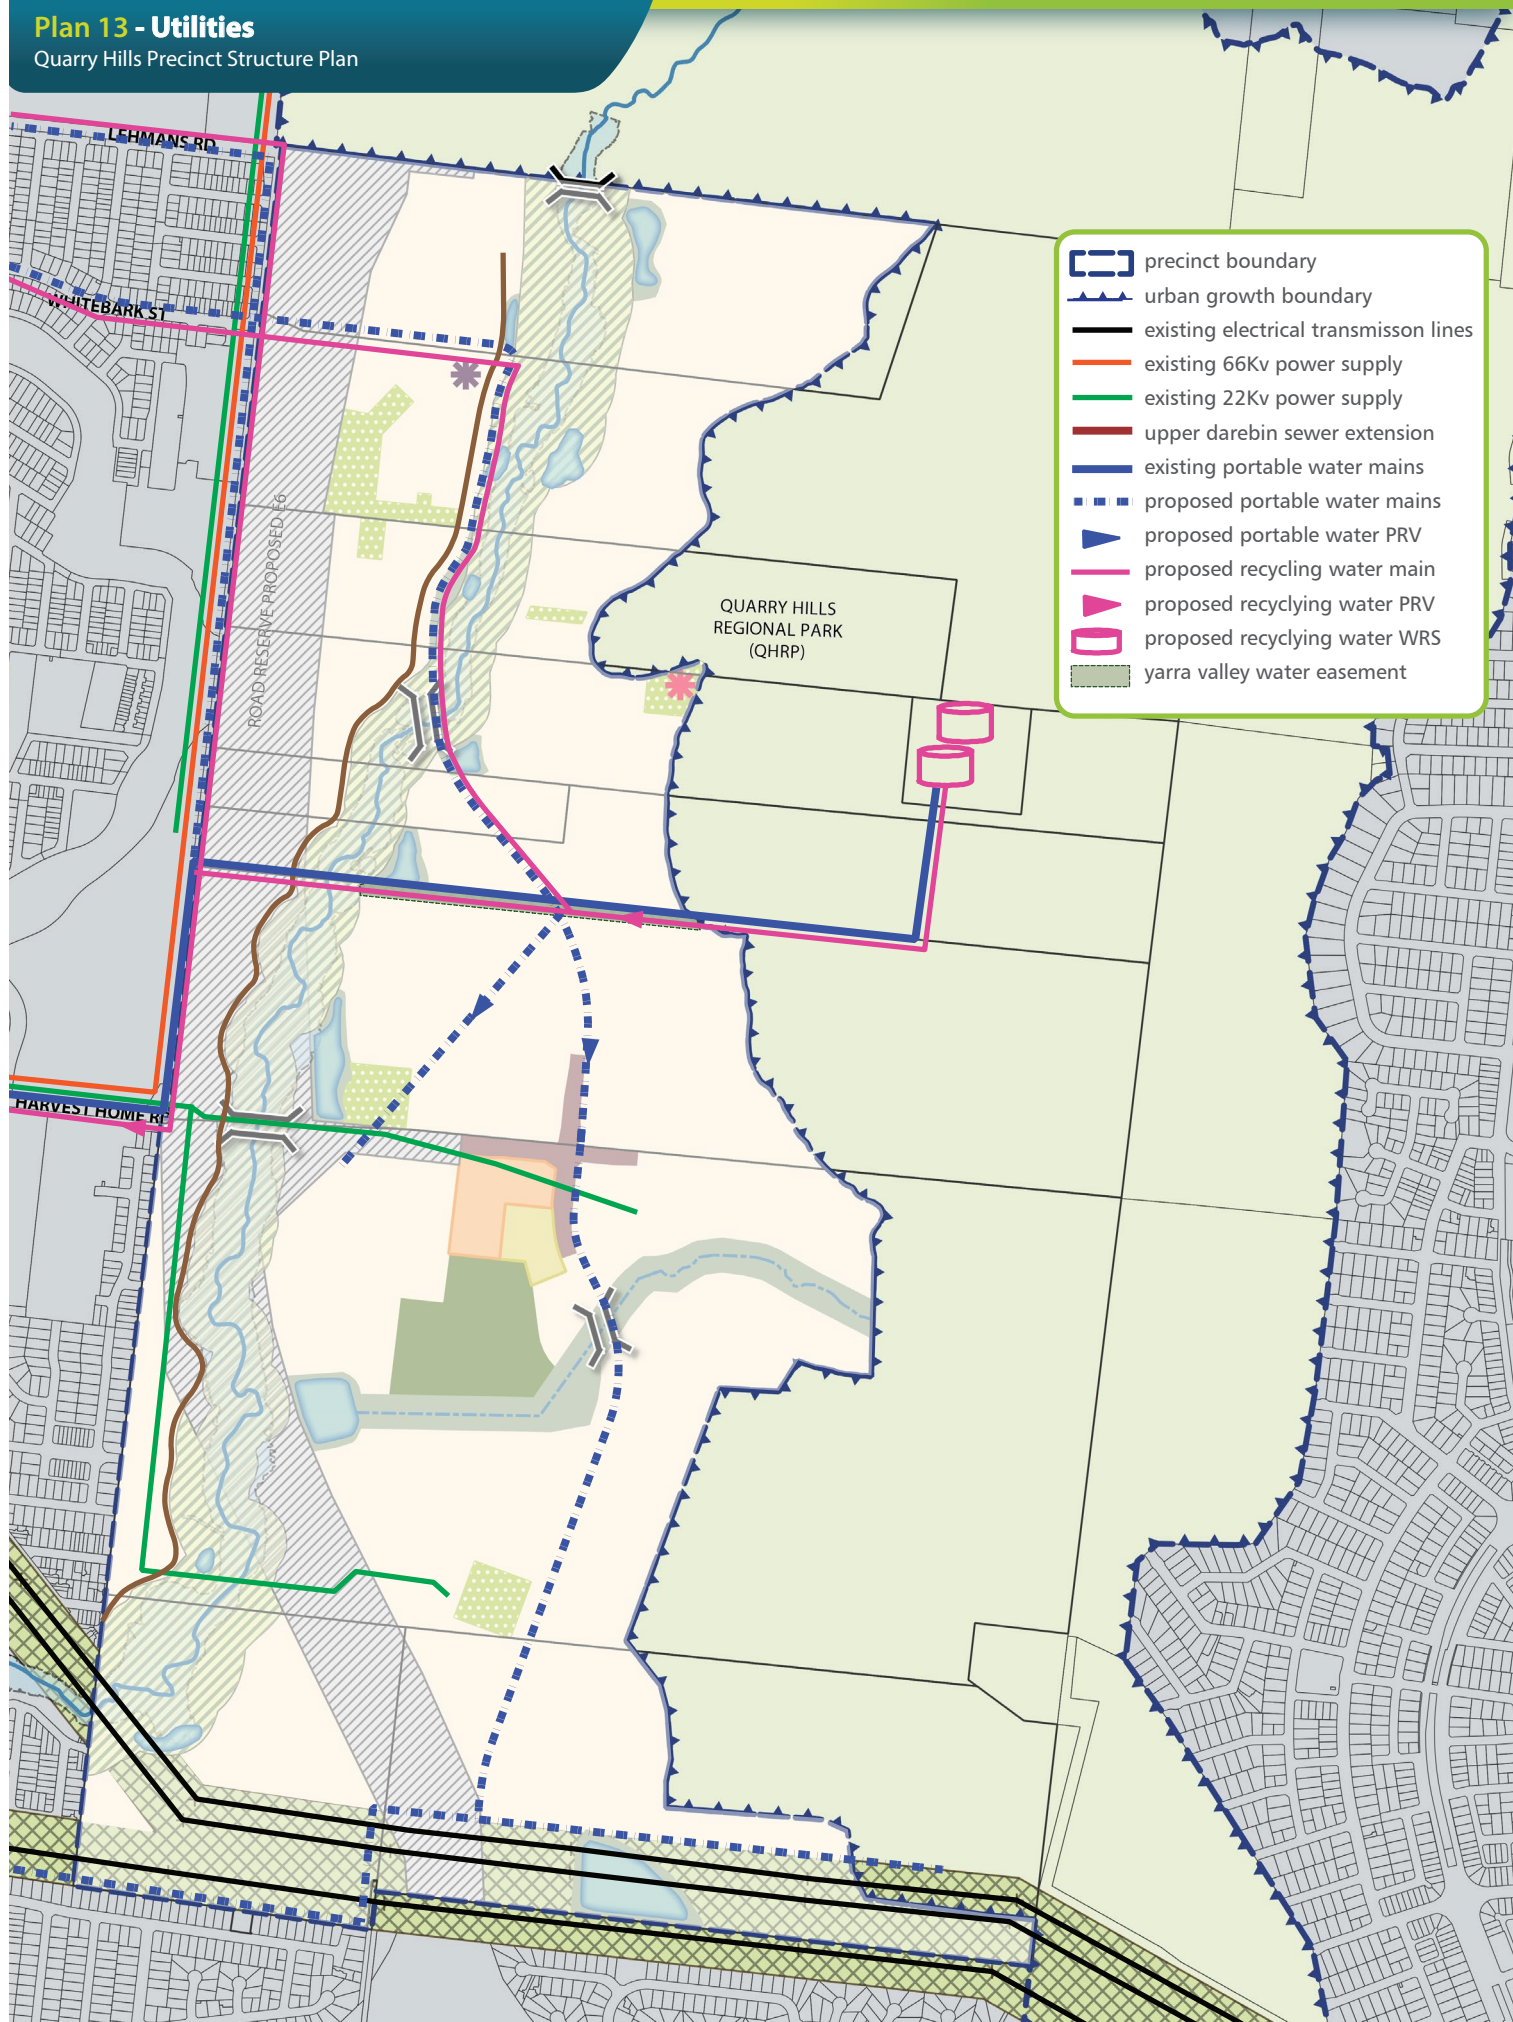 Plan 13 - Utilities
Quarry Hills Precinct Structure Plan
LEHMANS RD
WHITEBARK ST
ROAD RESERVE PROPOSED E6
QUARRY HILLS
REGIONAL PARK
(QHRP)
HARVEST HOME RD
precinct boundary
urban growth boundary
existing electrical transmisson lines
existing 66Kv power supply
existing 22Kv power supply
upper darebin sewer extension
existing portable water mains
proposed portable water mains
proposed portable water PRV
proposed recycling water main
proposed recyclying water PRV
proposed recyclying water WRS
yarra valley water easement